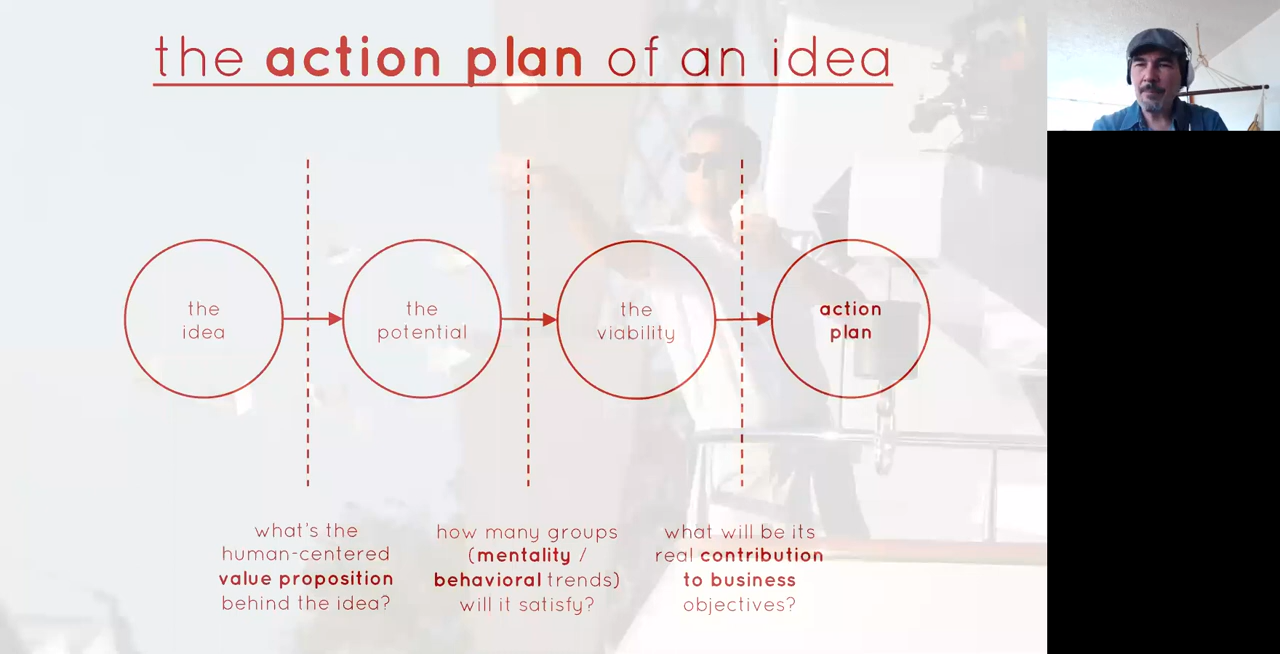 the action plan of an idea
the
idea
the
potential
the
viability
action
plan
what's the
human-centered
value proposition
behind the idea?
how many groups
(mentality /
behavioral trends)
will it satisfy?
what will be its
real contribution
to business
objectives?